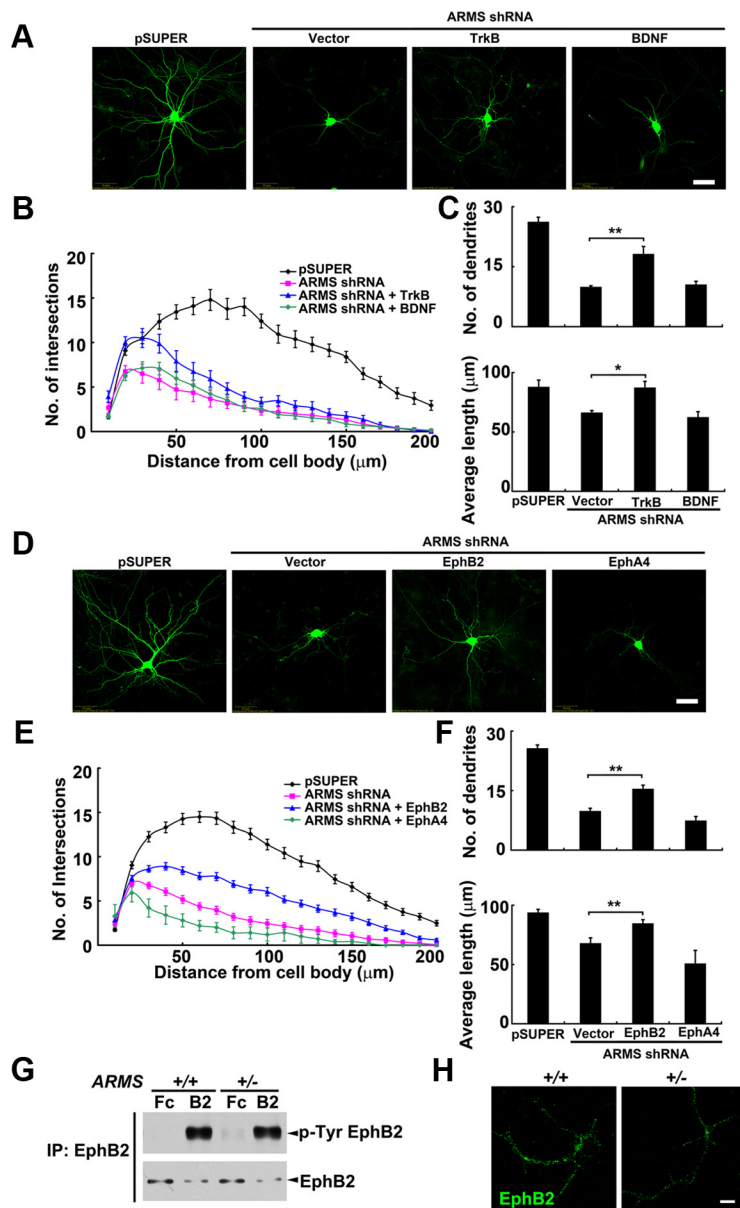 A
ARMS shRNA
pSUPER Vector TrkB BDNF
B
No. of intersections
20
15
10
5
0
50 100 150 200
Distance from cell body (μm)
pSUPER
ARMS shRNA
ARMS shRNA + TrkB
ARMS shRNA + BDNF
C
No. of dendrites
30
15
0
Average length (μm)
100
50
0
pSUPER Vector TrkB BDNF
ARMS shRNA
**
*
D
ARMS shRNA
pSUPER Vector EphB2 EphA4
E
No. of Intersections
20
15
10
5
0
50 100 150 200
Distance from cell body (μm)
pSUPER
ARMS shRNA
ARMS shRNA + EphB2
ARMS shRNA + EphA4
F
No. of dendrites
30
15
0
**
Average length (μm)
100
50
0
**
pSUPER Vector EphB2 EphA4
ARMS shRNA
G
ARMS +/+ +/-
Fc B2 Fc B2
IP: EphB2
p-Tyr EphB2
EphB2
H
+/+ +/-
EphB2